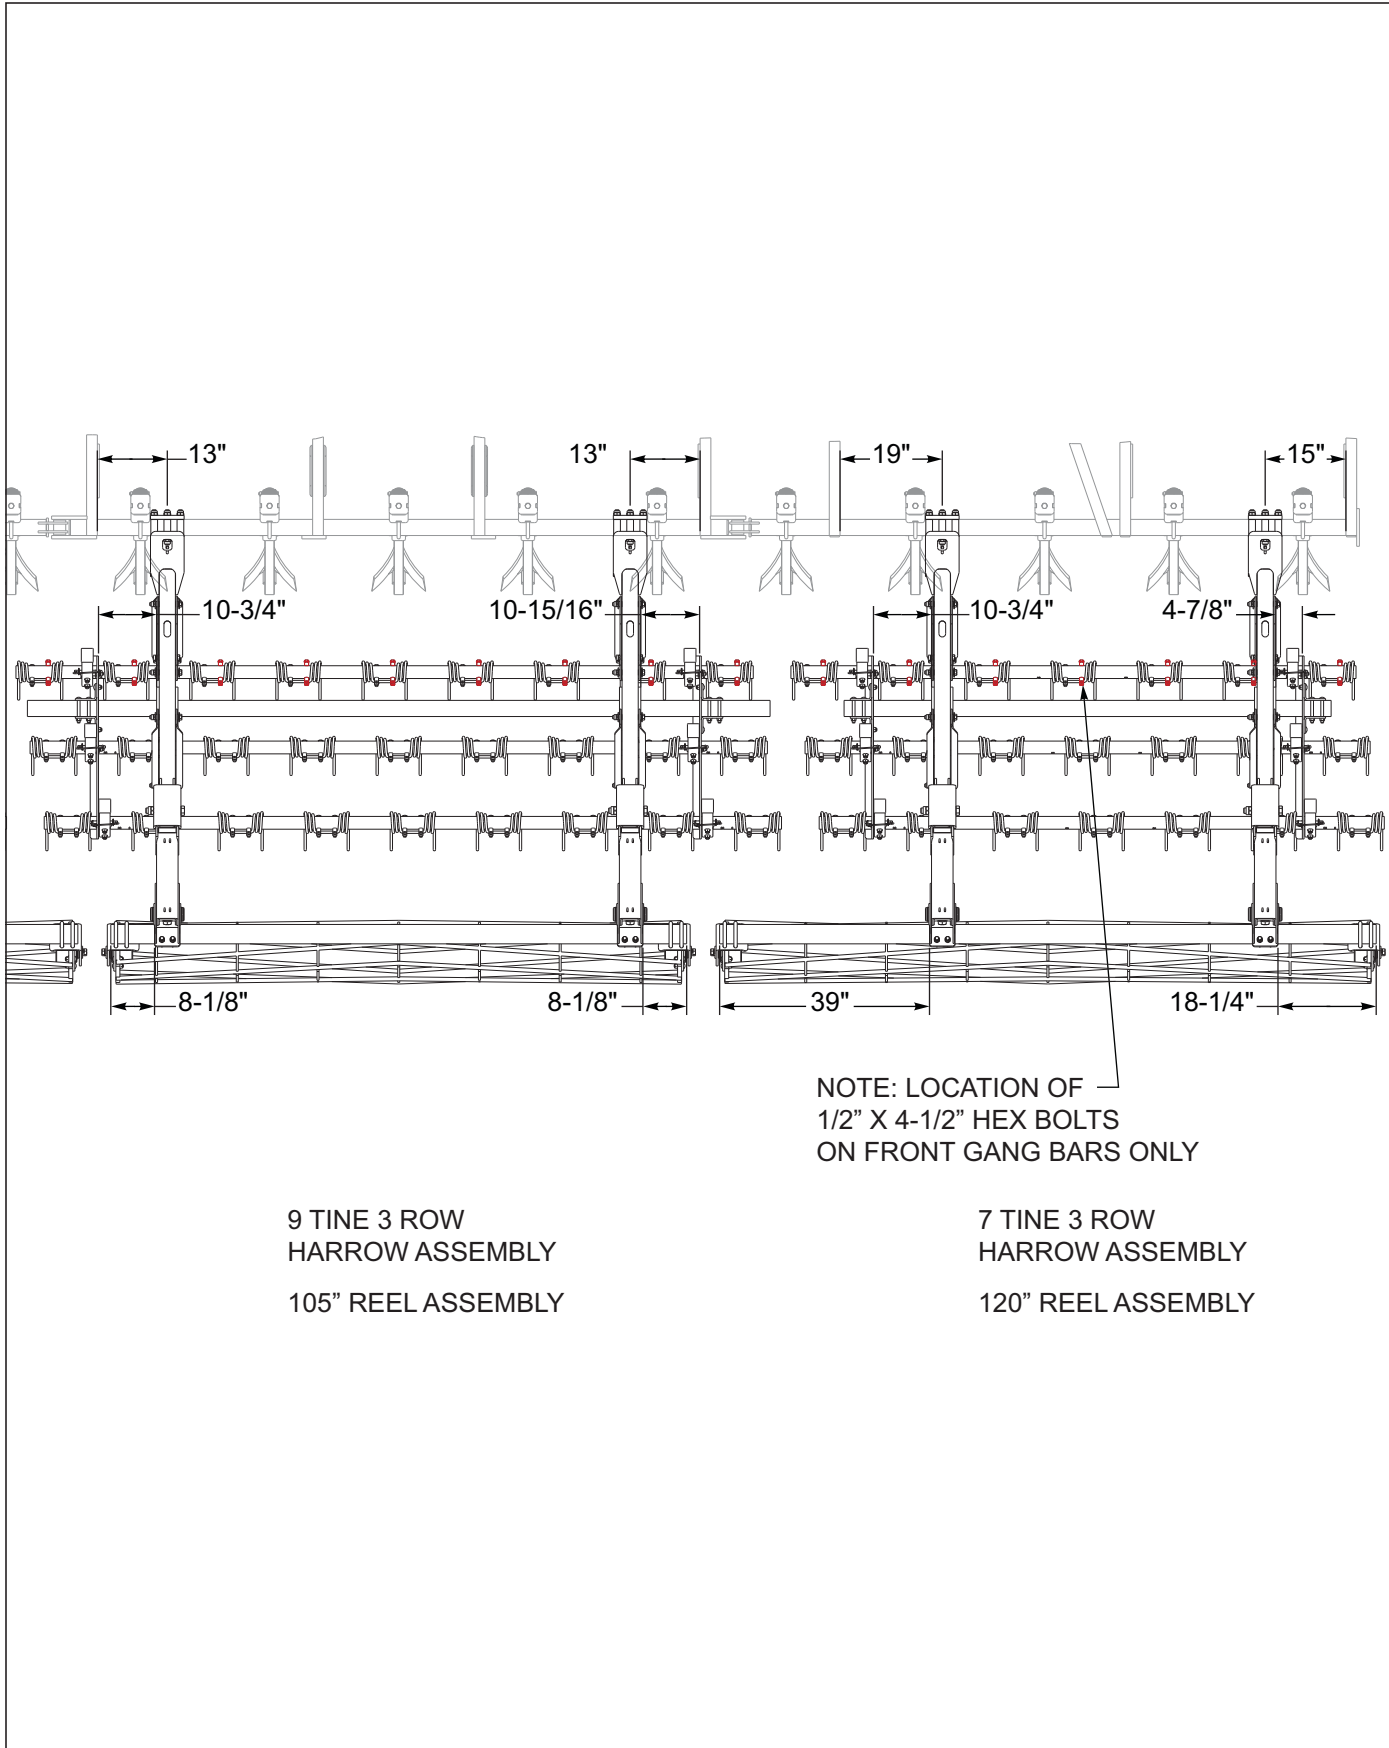 13"
13"
19"
15"
10-3/4"
10-15/16"
10-3/4"
4-7/8"
8-1/8"
8-1/8"
39"
18-1/4"
NOTE: LOCATION OF
1/2” X 4-1/2” HEX BOLTS
ON FRONT GANG BARS ONLY
9 TINE 3 ROW
HARROW ASSEMBLY
105” REEL ASSEMBLY
7 TINE 3 ROW
HARROW ASSEMBLY
120” REEL ASSEMBLY